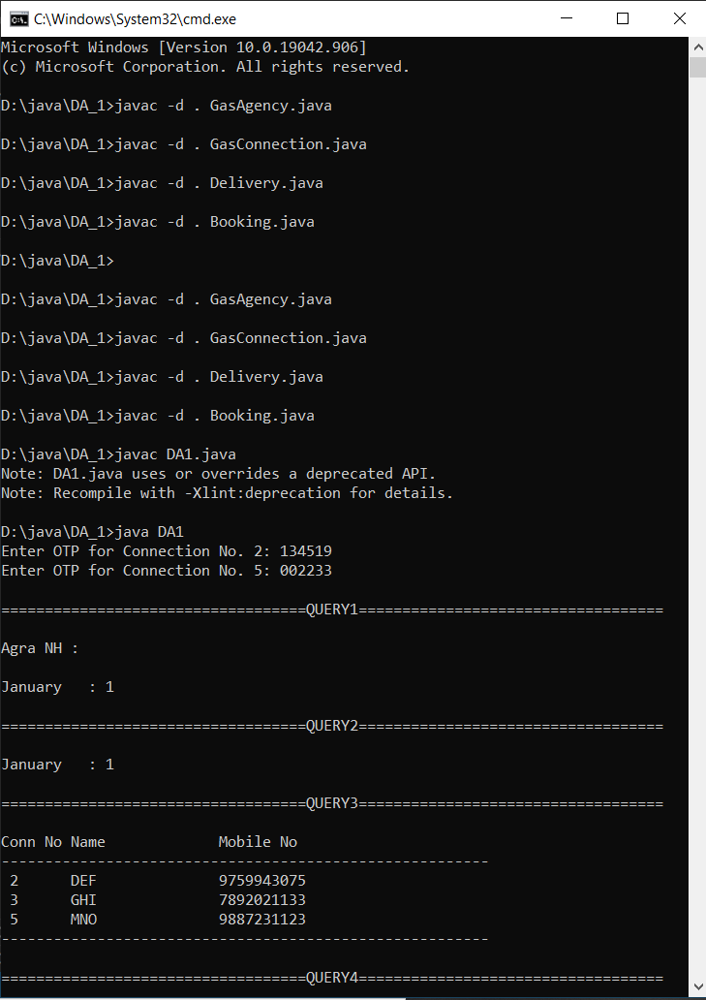 C:\Windows\System32\cmd.exe
Microsoft Windows [Version 10.0.19042.906]
(c) Microsoft Corporation. All rights reserved.
D:\java\DA_1>javac -d . GasAgency.java
D:\java\DA_1>javac -d . GasConnection.java
D:\java\DA_1>javac -d . Delivery.java
D:\java\DA_1>javac -d . Booking.java
D:\java\DA_1>
D:\java\DA_1>javac -d . GasAgency.java
D:\java\DA_1>javac -d . GasConnection.java
D:\java\DA_1>javac -d . Delivery.java
D:\java\DA_1>javac -d . Booking.java
D:\java\DA_1>javac DA1.java
Note: DA1.java uses or overrides a deprecated API.
Note: Recompile with -Xlint:deprecation for details.
D:\java\DA_1>java DA1
Enter OTP for Connection No. 2: 134519
Enter OTP for Connection No. 5: 002233
===================================QUERY1===================================
Agra NH :
January   : 1
===================================QUERY2===================================
January   : 1
===================================QUERY3===================================
Conn No Name             Mobile No
--------------------------------------------------------
 2      DEF              9759943075
 3      GHI              7892021133
 5      MNO              9887231123
--------------------------------------------------------
===================================QUERY4===================================